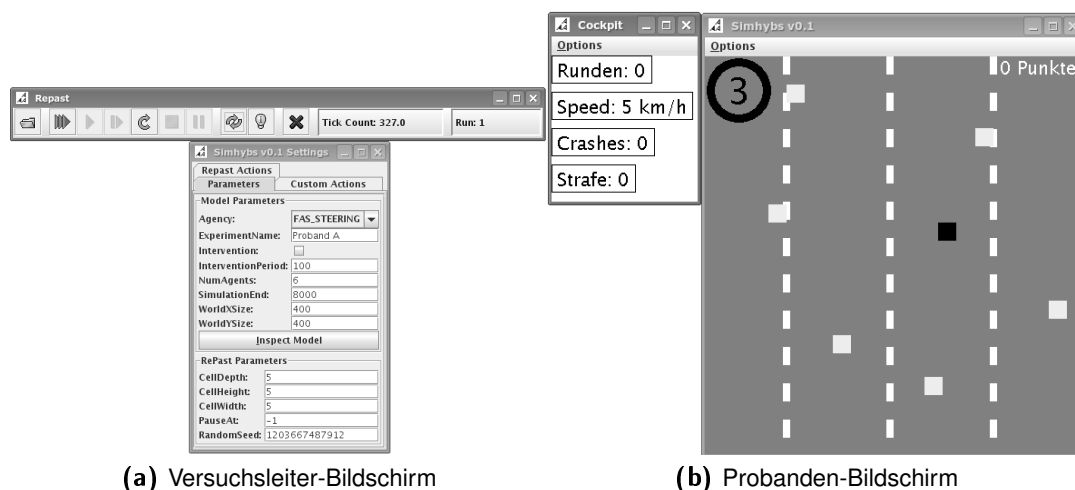 Repast
Tick Count: 327.0
Run: 1
Simhybs v0.1 Settings
Repast Actions
Parameters
Custom Actions
Model Parameters
Agency: FAS_STEERING
ExperimentName: Proband A
Intervention:
InterventionPeriod: 100
NumAgents: 6
SimulationEnd: 8000
WorldXSize: 400
WorldYSize: 400
Inspect Model
RePast Parameters
CellDepth: 5
CellHeight: 5
CellWidth: 5
PauseAt: -1
RandomSeed: 1203667487912
(a) Versuchsleiter-Bildschirm
Cockpit
Options
Runden: 0
Speed: 5 km/h
Crashes: 0
Strafe: 0
Simhybs v0.1
Options
3
0 Punkte
(b) Probanden-Bildschirm